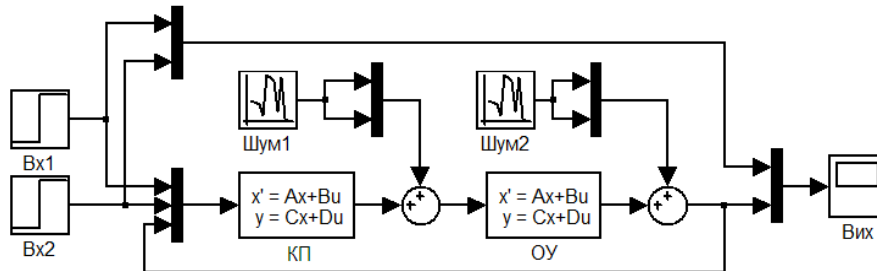 Шум1
Шум2
Вх1
x' = Ax+Bu
y = Cx+Du
x' = Ax+Bu
y = Cx+Du
+
+
+
+
Вх2
КП
ОУ
Вих